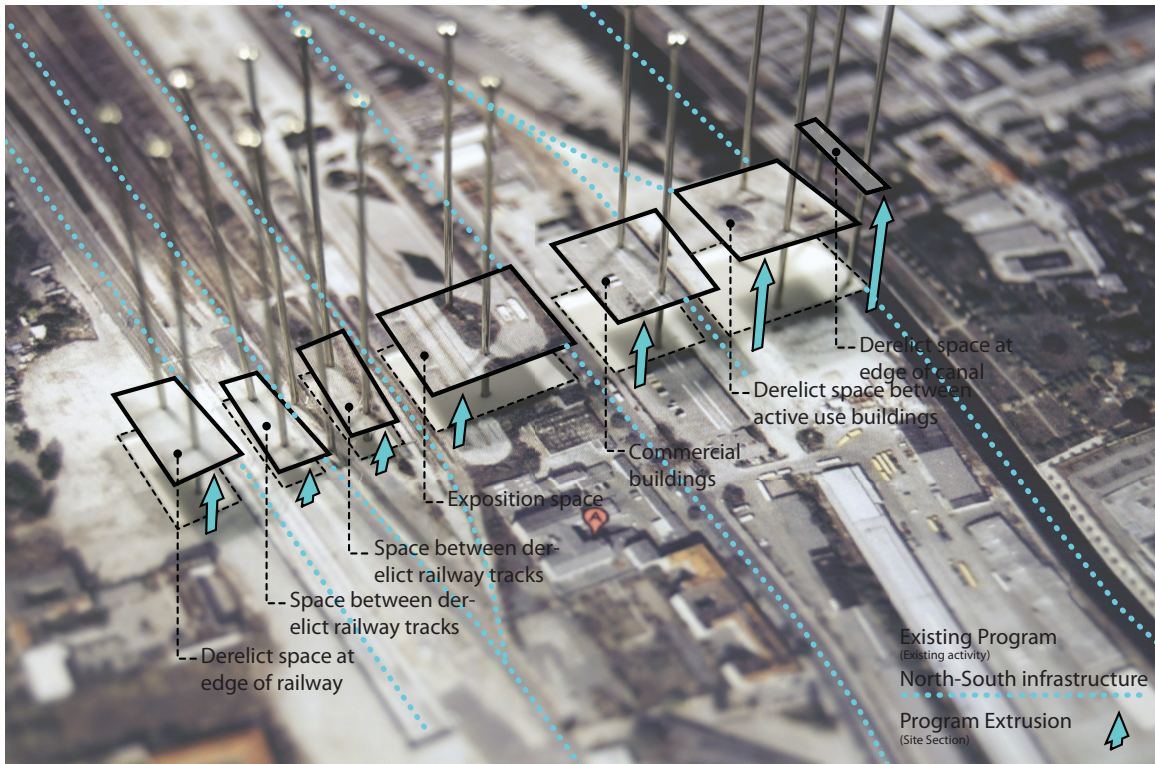 Derelict space at
edge of canal
Derelict space between
active use buildings
Commercial
buildings
Exposition space
Space between der-
elict railway tracks
Space between der-
elict railway tracks
Derelict space at
edge of railway
Existing Program
(Existing activity)
North-South infrastructure
Program Extrusion
(Site Section)
A